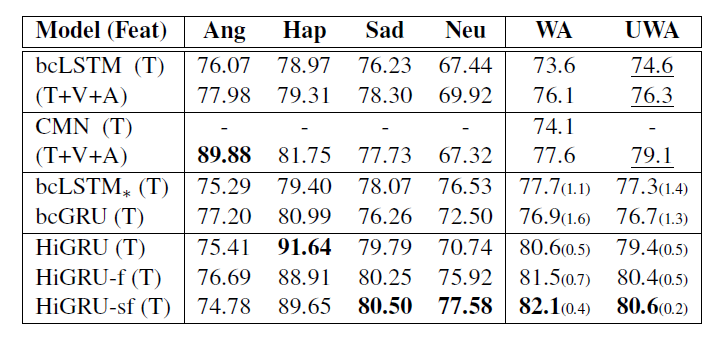 Model (Feat) Ang Hap Sad Neu WA UWA
bcLSTM (T) 76.07 78.97 76.23 67.44 73.6 74.6
(T+V+A) 77.98 79.31 78.30 69.92 76.1 76.3
CMN (T) - - - - 74.1 -
(T+V+A) 89.88 81.75 77.73 67.32 77.6 79.1
bcLSTM* (T) 75.29 79.40 78.07 76.53 77.7(1.1) 77.3(1.4)
bcGRU (T) 77.20 80.99 76.26 72.50 76.9(1.6) 76.7(1.3)
HiGRU (T) 75.41 91.64 79.79 70.74 80.6(0.5) 79.4(0.5)
HiGRU-f (T) 76.69 88.91 80.25 75.92 81.5(0.7) 80.4(0.5)
HiGRU-sf (T) 74.78 89.65 80.50 77.58 82.1(0.4) 80.6(0.2)